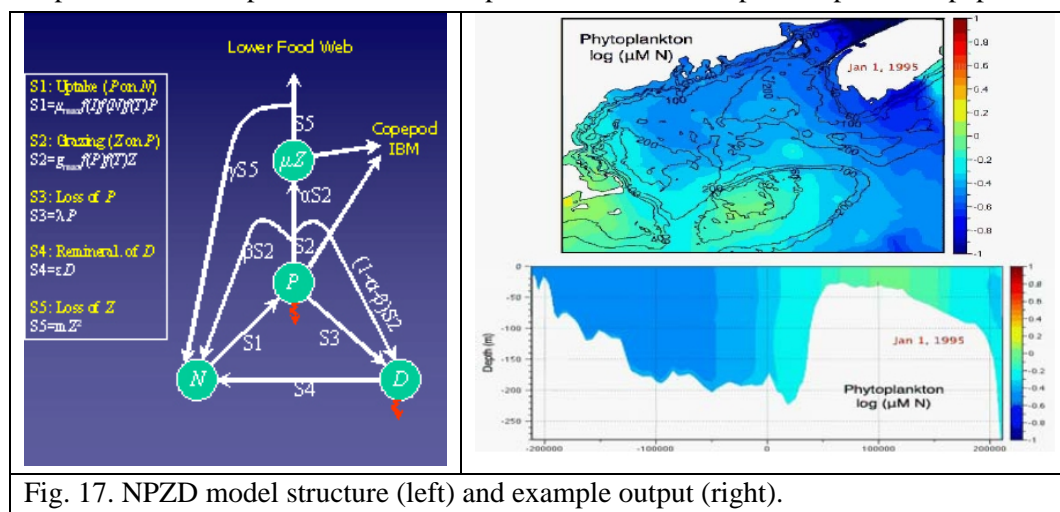 Lower Food Web
S1: Uptake (P on N)
S1=μmaxf(I)f(N)f(T)P
S2: Grazing (Z on P)
S2=gmaxf(P)f(T)Z
S3: Loss of P
S3=λP
S4: Remineral. of D
S4=εD
S5: Loss of Z
S5=mZ²
S5
γS5
μZ
Copepod
IBM
αS2
βS2
S2
(1-α-β)S2
P
S1
S3
N
S4
D
Phytoplankton
log (μM N)
Jan 1, 1995
100
200
1
0.8
0.6
0.4
0.2
0
-0.2
-0.4
-0.6
-0.8
-1
Depth (m)
0
-50
-100
-150
-200
-250
Jan 1, 1995
Phytoplankton
log (μM N)
-200000
-100000
0
100000
200000
1
0.8
0.6
0.4
0.2
0
-0.2
-0.4
-0.6
-0.8
-1
Fig. 17. NPZD model structure (left) and example output (right).